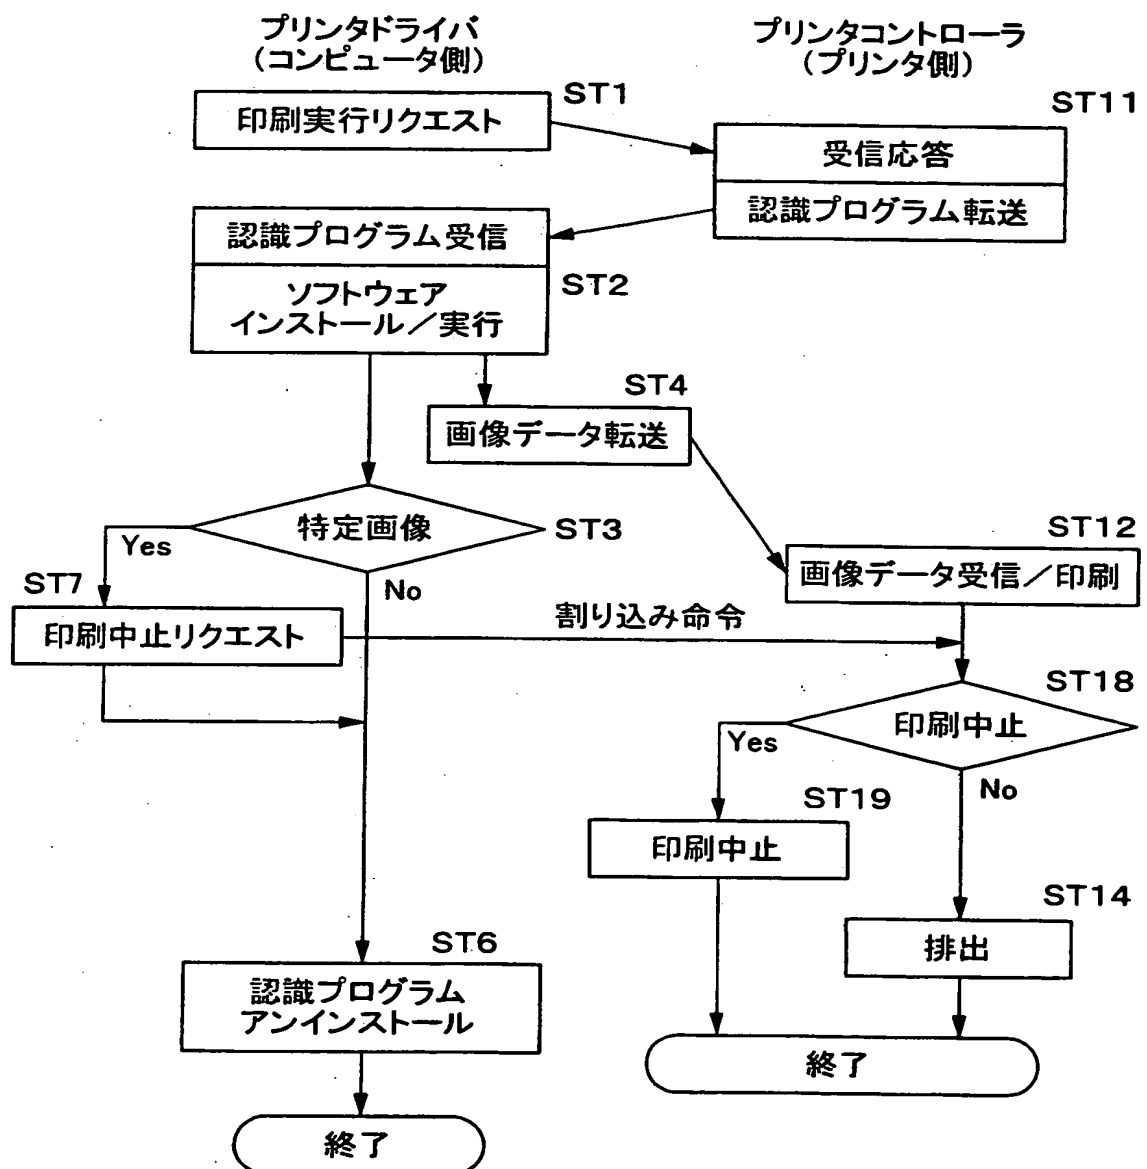 プリンタドライバ
(コンピュータ側)
プリンタコントローラ
(プリンタ側)
ST1
印刷実行リクエスト
ST11
受信応答
認識プログラム転送
認識プログラム受信
ST2
ソフトウェア
インストール/実行
ST4
画像データ転送
特定画像
ST3
Yes
No
ST12
画像データ受信/印刷
ST7
印刷中止リクエスト
割り込み命令
ST18
印刷中止
Yes
No
ST19
印刷中止
ST14
排出
ST6
認識プログラム
アンインストール
終了
終了